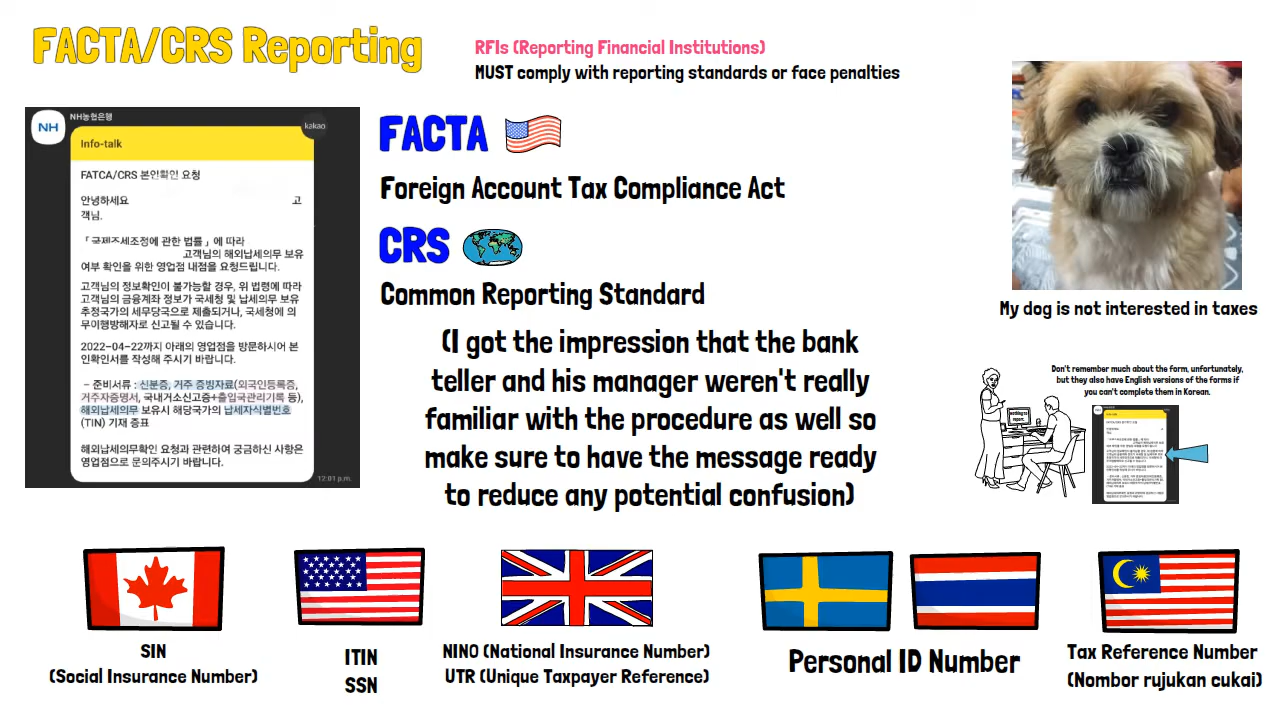 FACTA/CRS Reporting
RFIs (Reporting Financial Institutions)
MUST comply with reporting standards or face penalties
NH
NH농협은행
kakao
Info-talk
FATCA/CRS 본인확인 요청
안녕하세요 고
객님.
「국제조세조정에 관한 법률」에 따라
고객님의 해외납세의무 보유
여부 확인을 위한 영업점 내점을 요청드립니다.
고객님의 정보확인이 불가능할 경우, 위 법령에 따라
고객님의 금융계좌 정보가 국세청 및 납세의무 보유
추정국가의 세무당국으로 제출되거나, 국세청에 의
무이행방해자로 신고될 수 있습니다.
2022-04-22까지 아래의 영업점을 방문하시어 본
인확인서를 작성해 주시기 바랍니다.
- 준비서류 : 신분증, 거주 증빙자료(외국인등록증,
거주자증명서, 국내거소신고증+출입국관리기록 등),
해외납세의무 보유시 해당국가의 납세자식별번호
(TIN) 기재 증표
해외납세의무확인 요청과 관련하여 궁금하신 사항은
영업점으로 문의주시기 바랍니다.
12:01 p.m.
FACTA
Foreign Account Tax Compliance Act
CRS
Common Reporting Standard
(I got the impression that the bank
teller and his manager weren't really
familiar with the procedure as well so
make sure to have the message ready
to reduce any potential confusion)
My dog is not interested in taxes
Don't remember much about the form, unfortunately,
but they also have English versions of the forms if
you can't complete them in Korean.
SIN
(Social Insurance Number)
ITIN
SSN
NINO (National Insurance Number)
UTR (Unique Taxpayer Reference)
Personal ID Number
Tax Reference Number
(Nombor rujukan cukai)